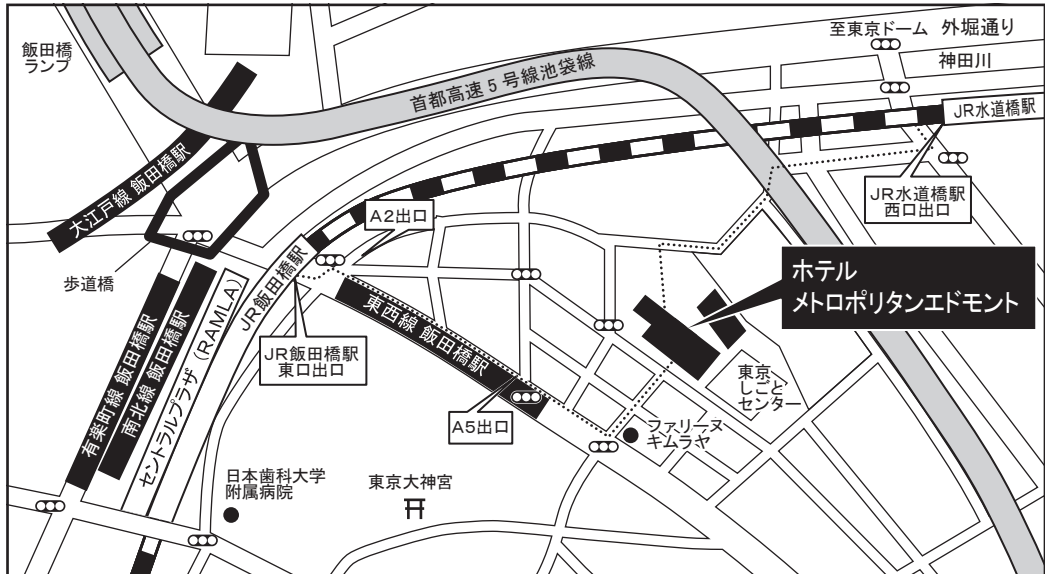 飯田橋
ランプ
至東京ドーム 外堀通り
神田川
首都高速5号線池袋線
JR水道橋駅
JR水道橋駅
西口出口
大江戸線 飯田橋駅
A2出口
歩道橋
JR飯田橋駅
ホテル
メトロポリタンエドモント
東西線 飯田橋駅
JR飯田橋駅
東口出口
有楽町線 飯田橋駅
南北線 飯田橋駅
セントラルプラザ(RAMLA)
A5出口
東京
しごと
センター
ファリーヌ
キムラヤ
日本歯科大学
附属病院
東京大神宮